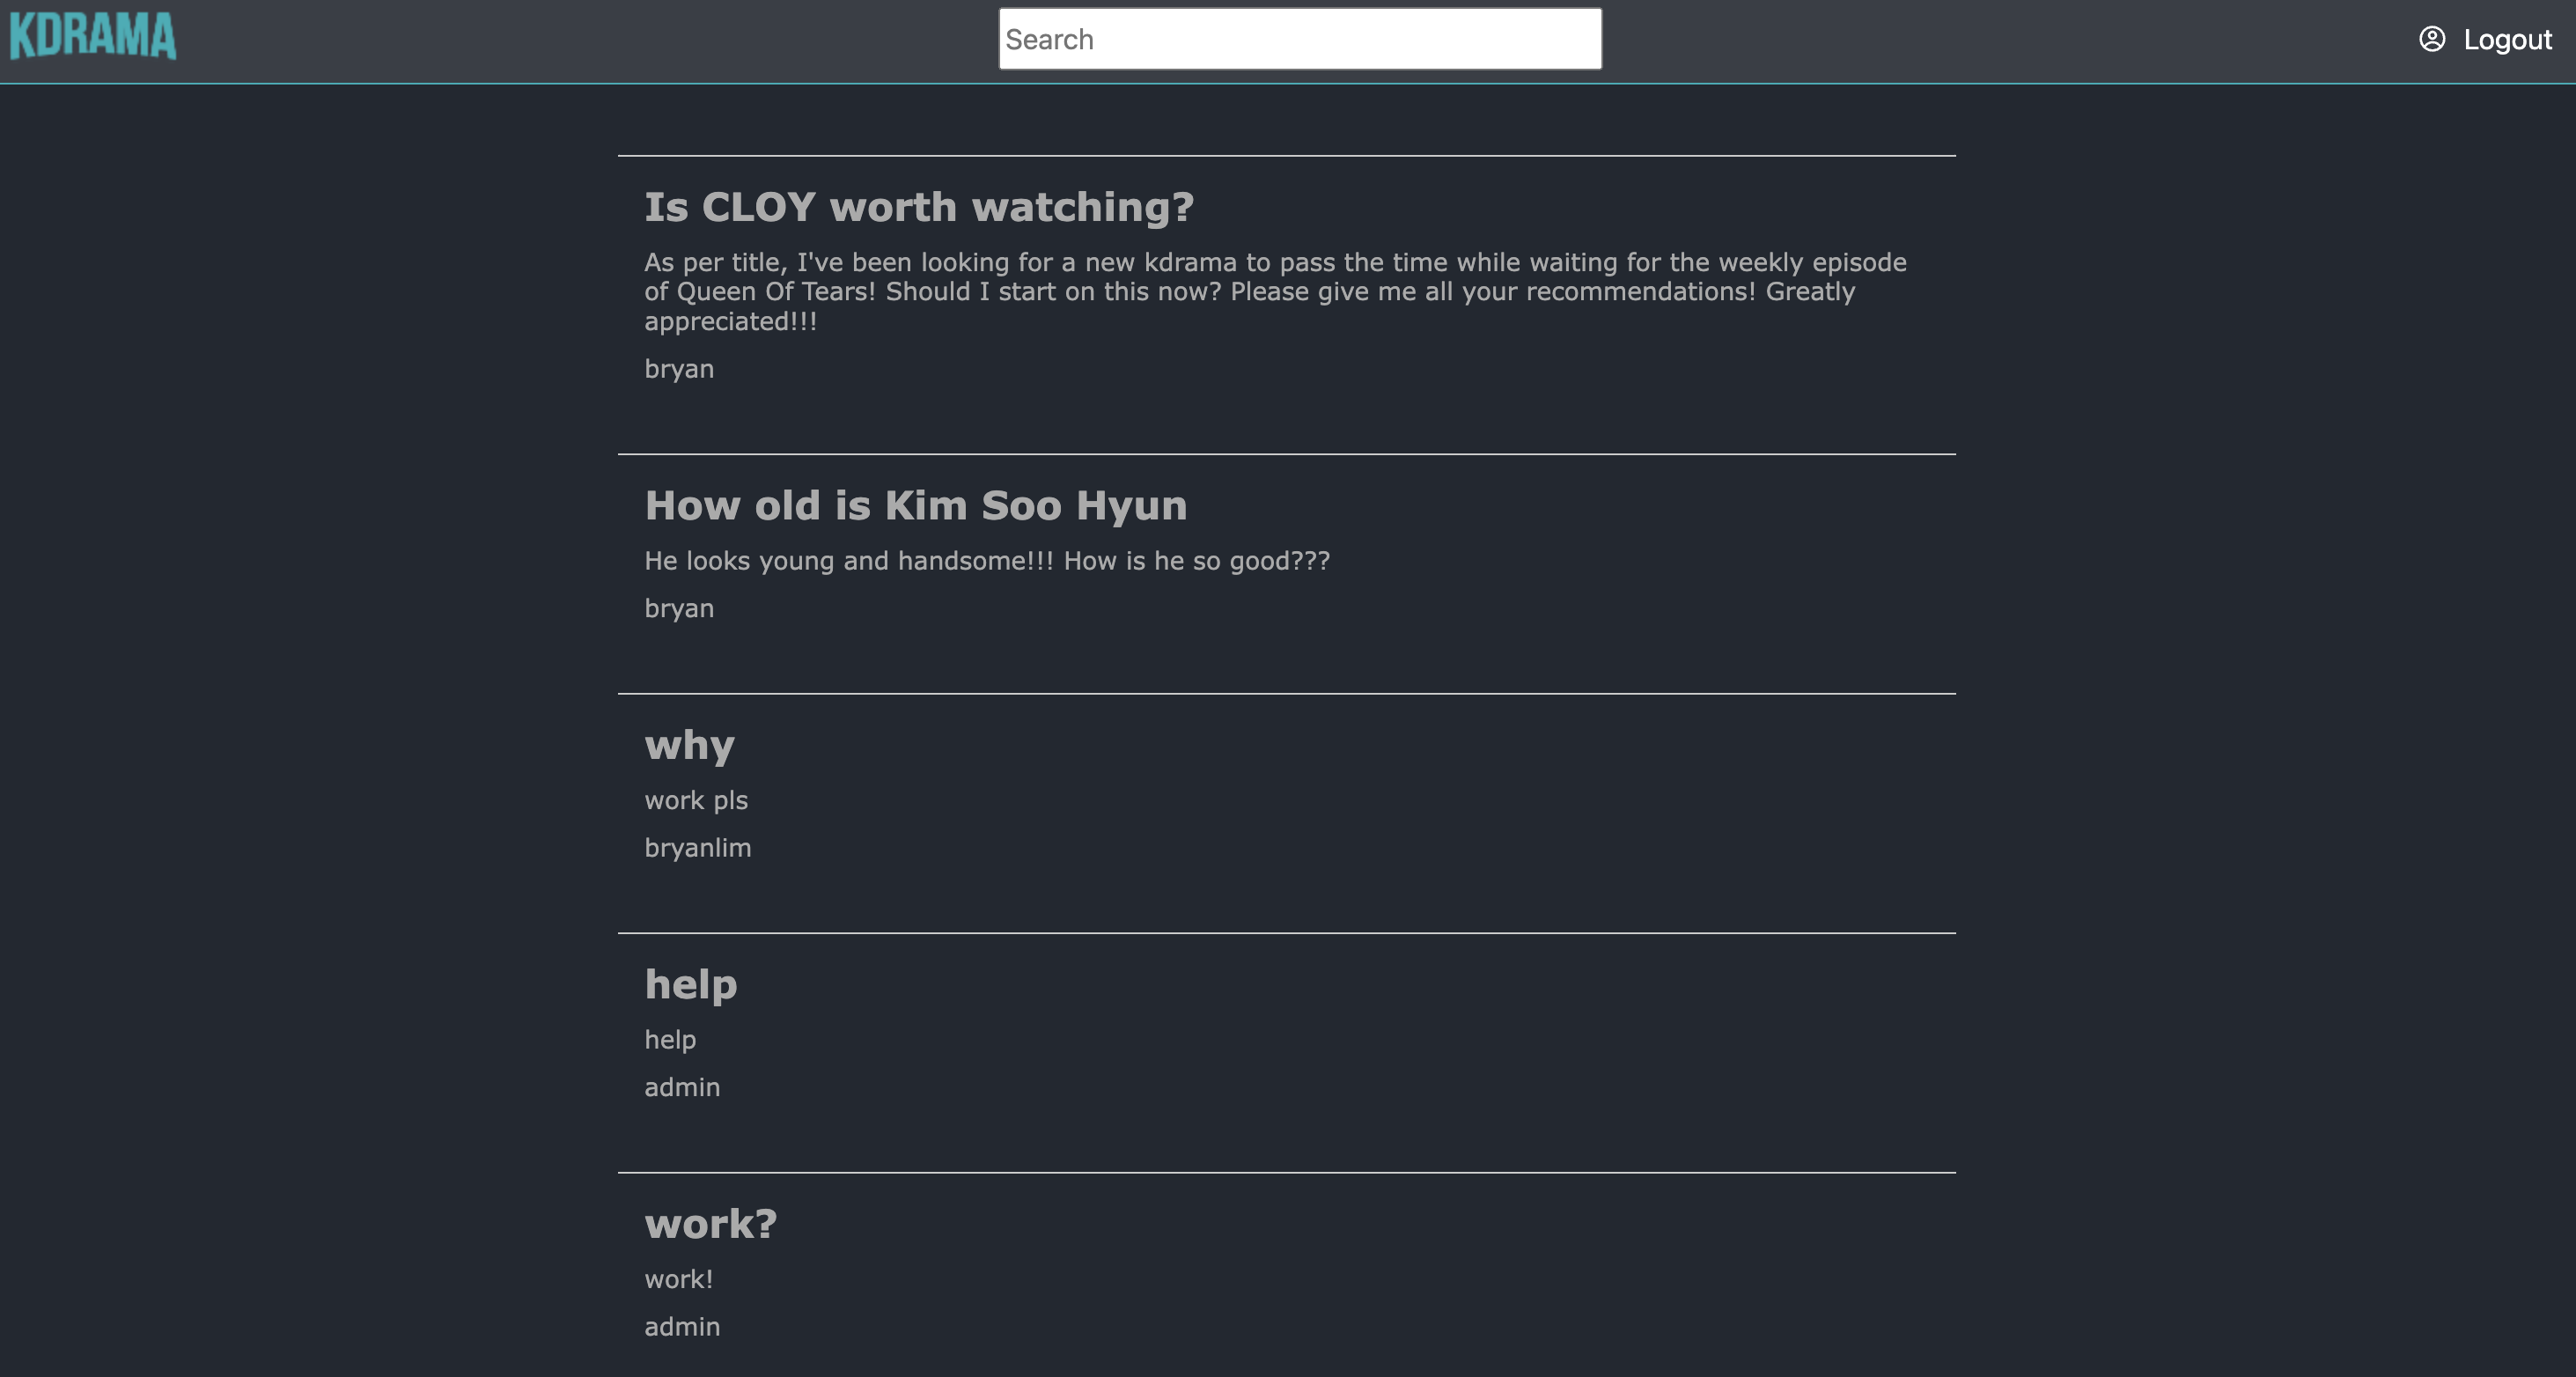 KDRAMA
Search
Logout
Is CLOY worth watching?
As per title, I've been looking for a new kdrama to pass the time while waiting for the weekly episode
of Queen Of Tears! Should I start on this now? Please give me all your recommendations! Greatly
appreciated!!!
bryan
How old is Kim Soo Hyun
He looks young and handsome!!! How is he so good???
bryan
why
work pls
bryanlim
help
help
admin
work?
work!
admin